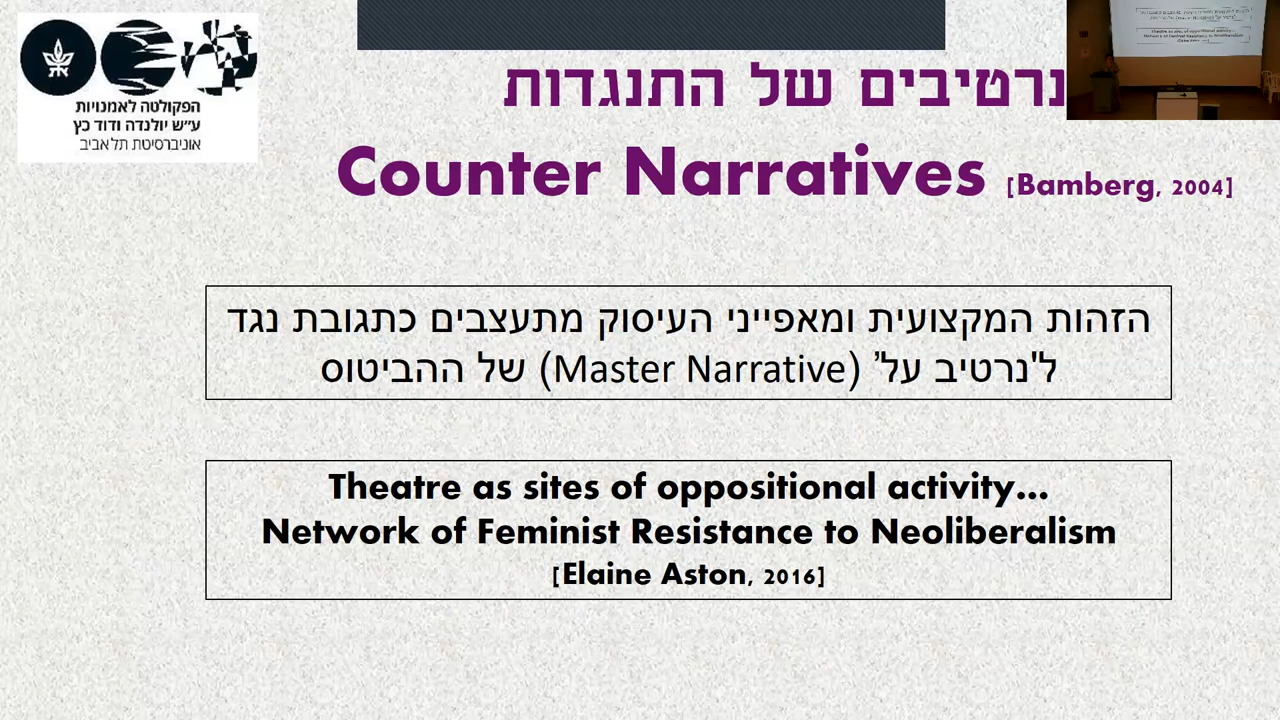 הפקולטה לאמנויות
ע״ש יולנדה ודוד כץ
אוניברסיטת תל אביב
נרטיבים של התנגדות
Counter Narratives [Bamberg, 2004]
הזהות המקצועית ומאפייני העיסוק מתעצבים כתגובת נגד
ל'נרטיב על' (Master Narrative) של ההביטוס
Theatre as sites of oppositional activity...
Network of Feminist Resistance to Neoliberalism
[Elaine Aston, 2016]